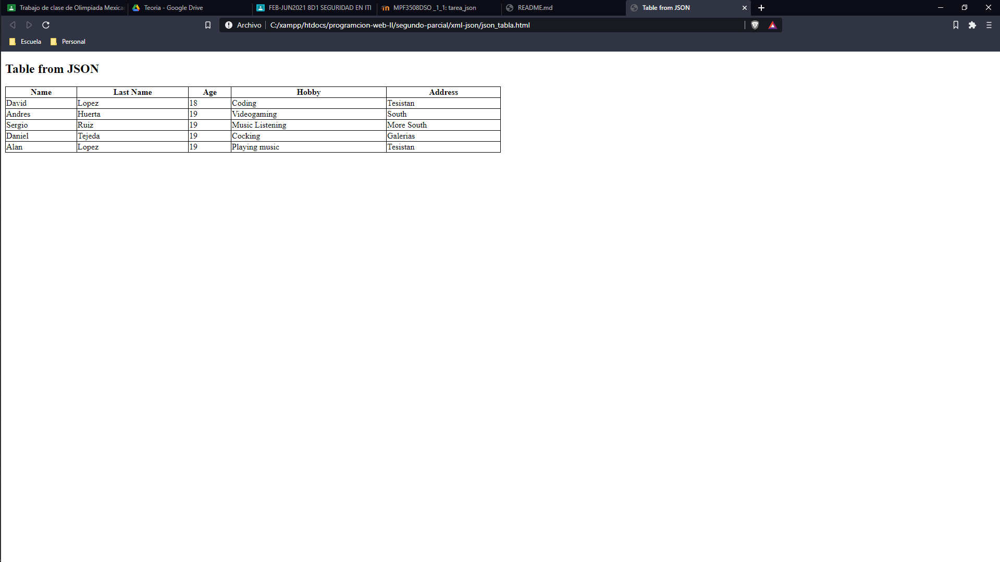 Trabajo de clase de Olimpiada Mexica
Teoria - Google Drive
FEB-JUN2021 8D1 SEGURIDAD EN ITI
MPF3508DSO _1_1: tarea_json
README.md
Table from JSON
Archivo C:/xampp/htdocs/programcion-web-II/segundo-parcial/xml-json/json_tabla.html
Escuela Personal
Table from JSON
Name Last Name Age Hobby Address
David Lopez 18 Coding Tesistan
Andres Huerta 19 Videogaming South
Sergio Ruiz 19 Music Listening More South
Daniel Tejeda 19 Cocking Galerias
Alan Lopez 19 Playing music Tesistan